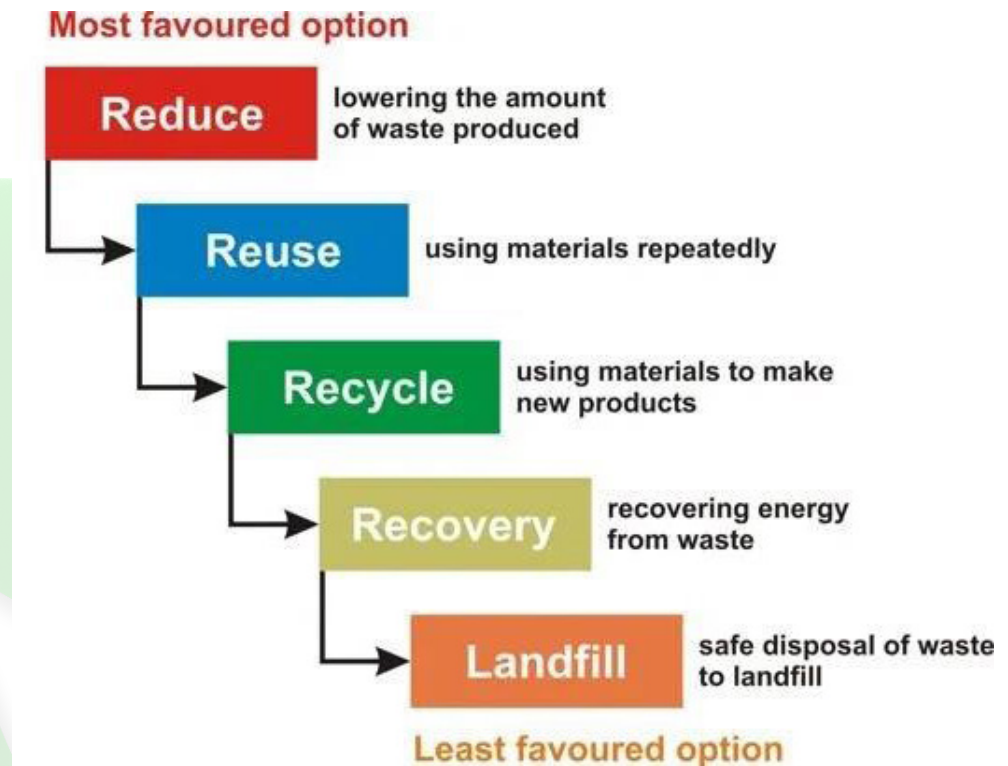 Most favoured option
Reduce
lowering the amount
of waste produced
Reuse
using materials repeatedly
Recycle
using materials to make
new products
Recovery
recovering energy
from waste
Landfill
safe disposal of waste
to landfill
Least favoured option